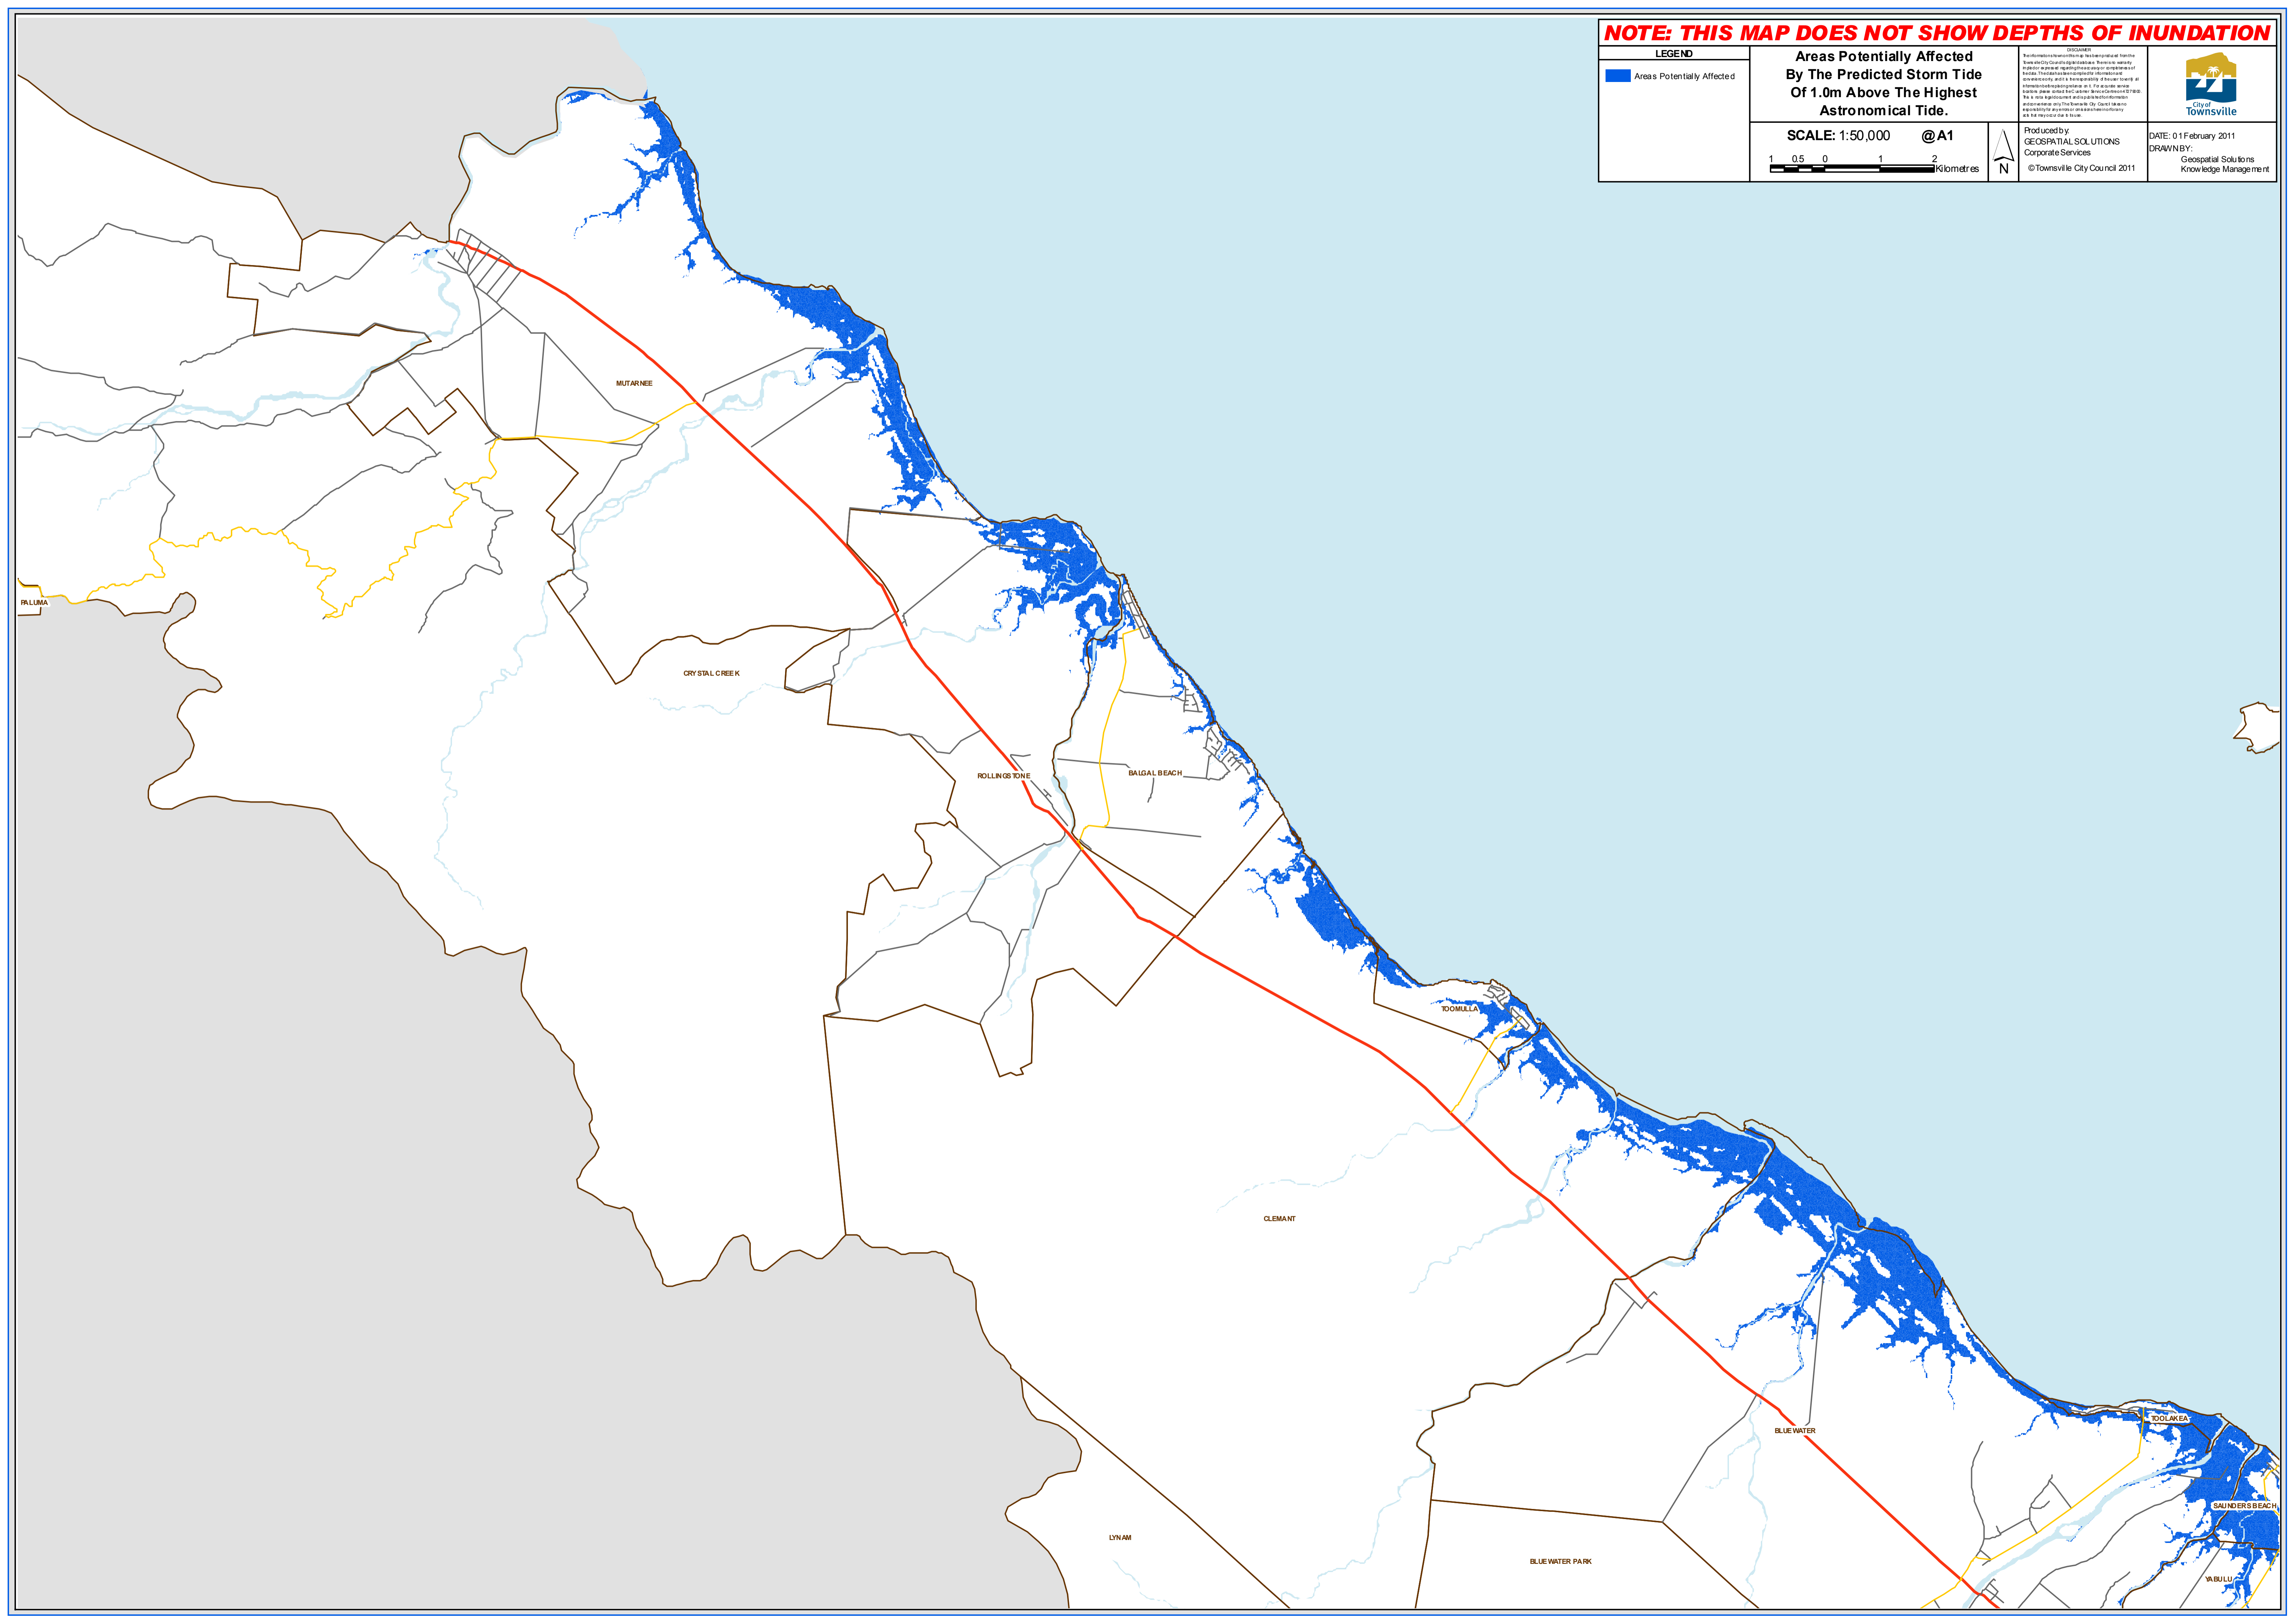 NOTE: THIS MAP DOES NOT SHOW DEPTHS OF INUNDATION
LEGEND
Areas Potentially Affected
Areas Potentially Affected
By The Predicted Storm Tide
Of 1.0m Above The Highest
Astronomical Tide.
SCALE: 1:50,000 @ A1
1 0.5 0 1 2
Kilometres
N
DISCLAIMER
Produced by:
GEOSPATIAL SOLUTIONS
Corporate Services
© Townsville City Council 2011
City of
Townsville
DATE: 01 February 2011
DRAWN BY:
Geospatial Solutions
Knowledge Management
MUTARNEE
PALUMA
CRYSTAL CREEK
ROLLINGSTONE
BALGAL BEACH
TOOMULLA
CLEMANT
BLUEWATER
TOOLAKEA
SAUNDERS BEACH
LYNAM
BLUEWATER PARK
YABULU